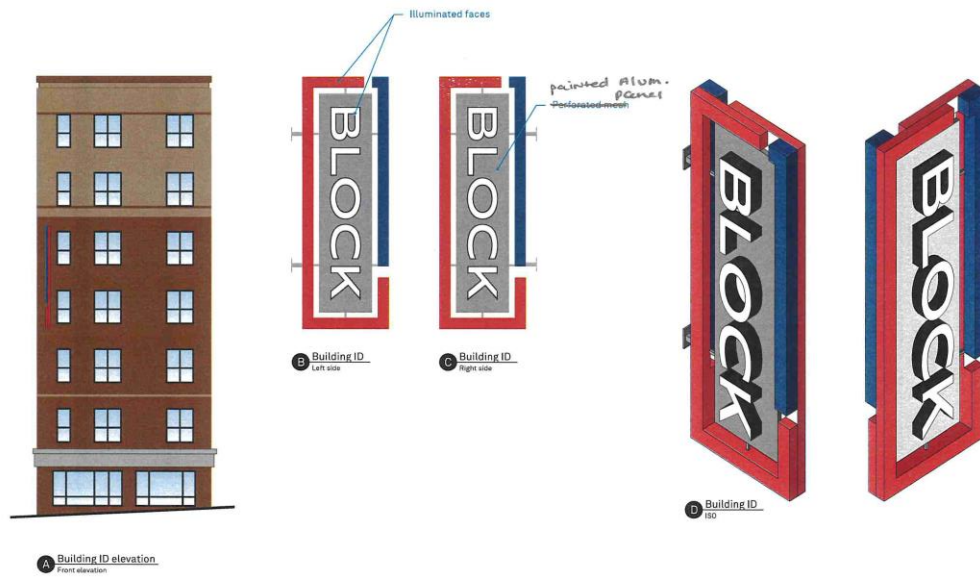 Illuminated faces
BLOCK
BLOCK
painted Alum.
Panel
Perforated mesh
BLOCK
BLOCK
B Building ID
Left side
C Building ID
Right side
D Building ID
ISO
A Building ID elevation
Front elevation